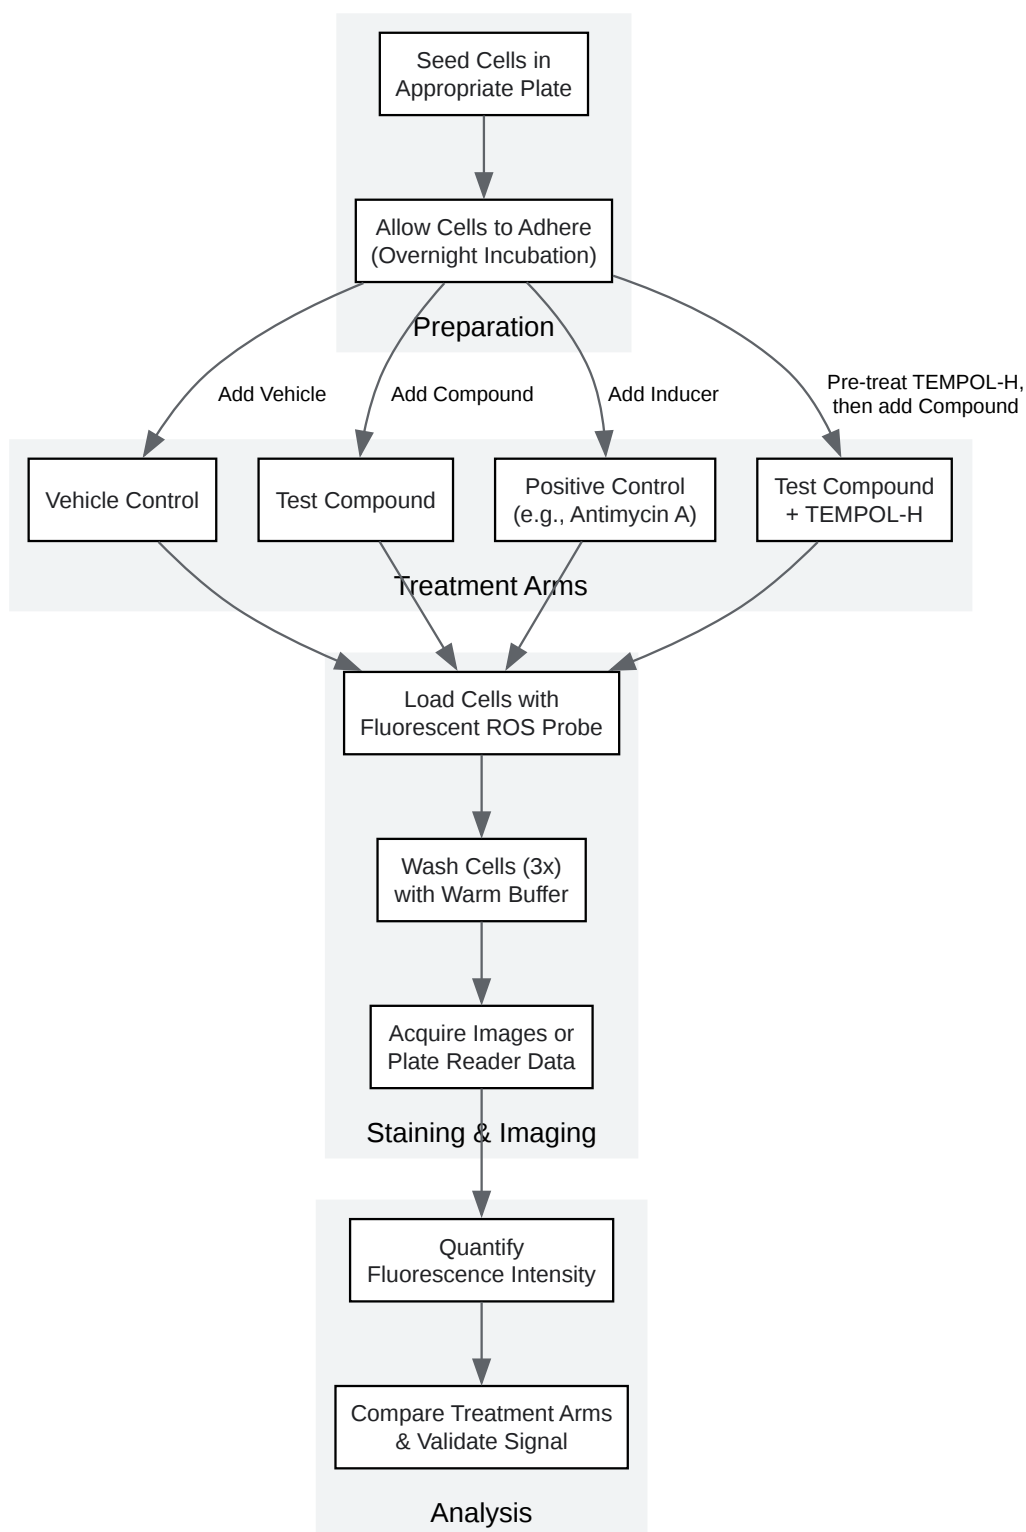 Seed Cells in
Appropriate Plate
Allow Cells to Adhere
(Overnight Incubation)
Preparation
Add Vehicle
Add Compound
Add Inducer
Pre-treat TEMPOL-H,
then add Compound
Vehicle Control
Test Compound
Positive Control
(e.g., Antimycin A)
Test Compound
+ TEMPOL-H
Treatment Arms
Load Cells with
Fluorescent ROS Probe
Wash Cells (3x)
with Warm Buffer
Acquire Images or
Plate Reader Data
Staining & Imaging
Quantify
Fluorescence Intensity
Compare Treatment Arms
& Validate Signal
Analysis